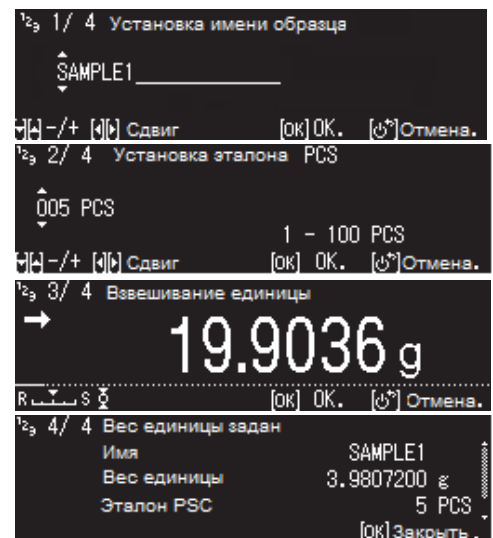 1/ 4 Установка имени образца
SAMPLE1
-/+ Сдвиг [OK]OK. Отмена.
2/ 4 Установка эталона PCS
005 PCS
1 - 100 PCS
-/+ Сдвиг [OK] OK. Отмена.
3/ 4 Взвешивание единицы
19.9036 g
R S [OK] OK. Отмена.
4/ 4 Вес единицы задан
Имя SAMPLE1
Вес единицы 3.9807200 g
Эталон PSC 5 PCS
[OK]Закрыть.